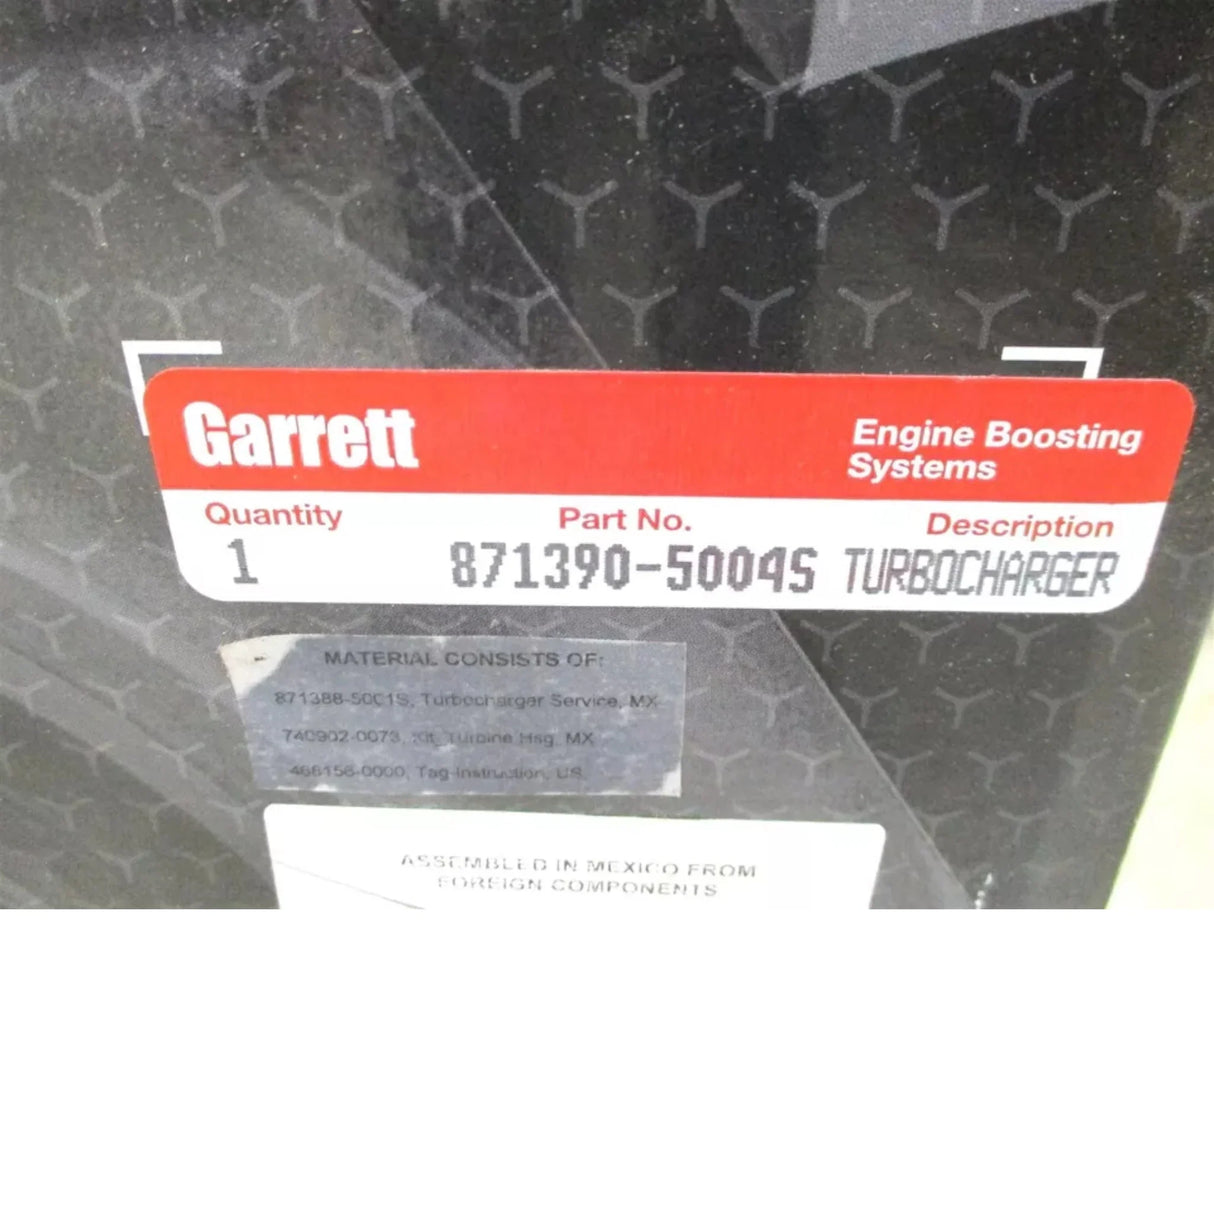 Garrett
Engine Boosting
Systems
Quantity Part No. Description
1 871390-5004S TURBOCHARGER
MATERIAL CONSISTS OF:
871388-5001S, Turbocharger Service, MX
740902-0073, Kit, Turbine Hsg, MX
466156-0000, Tag-Instruction, US
ASSEMBLED IN MEXICO FROM
FOREIGN COMPONENTS